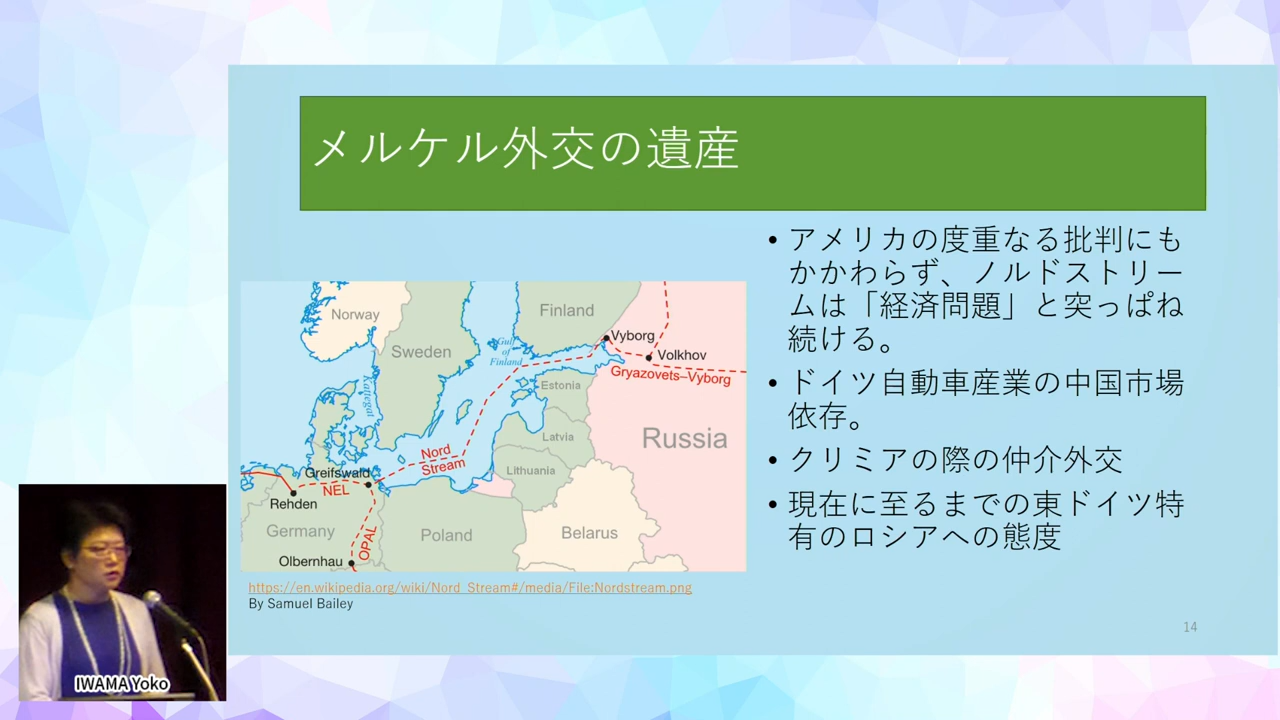 メルケル外交の遺産
• アメリカの度重なる批判にも
かかわらず、ノルドストリー
ムは「経済問題」と突っぱね
続ける。
• ドイツ自動車産業の中国市場
依存。
• クリミアの際の仲介外交
• 現在に至るまでの東ドイツ特
有のロシアへの態度
Norway
Sweden
Finland
Gulf
of
Finland
Vyborg
Volkhov
Gryazovets–Vyborg
Kattegat
Estonia
Latvia
Lithuania
Russia
Nord
Stream
Greifswald
NEL
Rehden
Germany
OPAL
Olbernhau
Poland
Belarus
https://en.wikipedia.org/wiki/Nord_Stream#/media/File:Nordstream.png
By Samuel Bailey
14
IWAMA Yoko